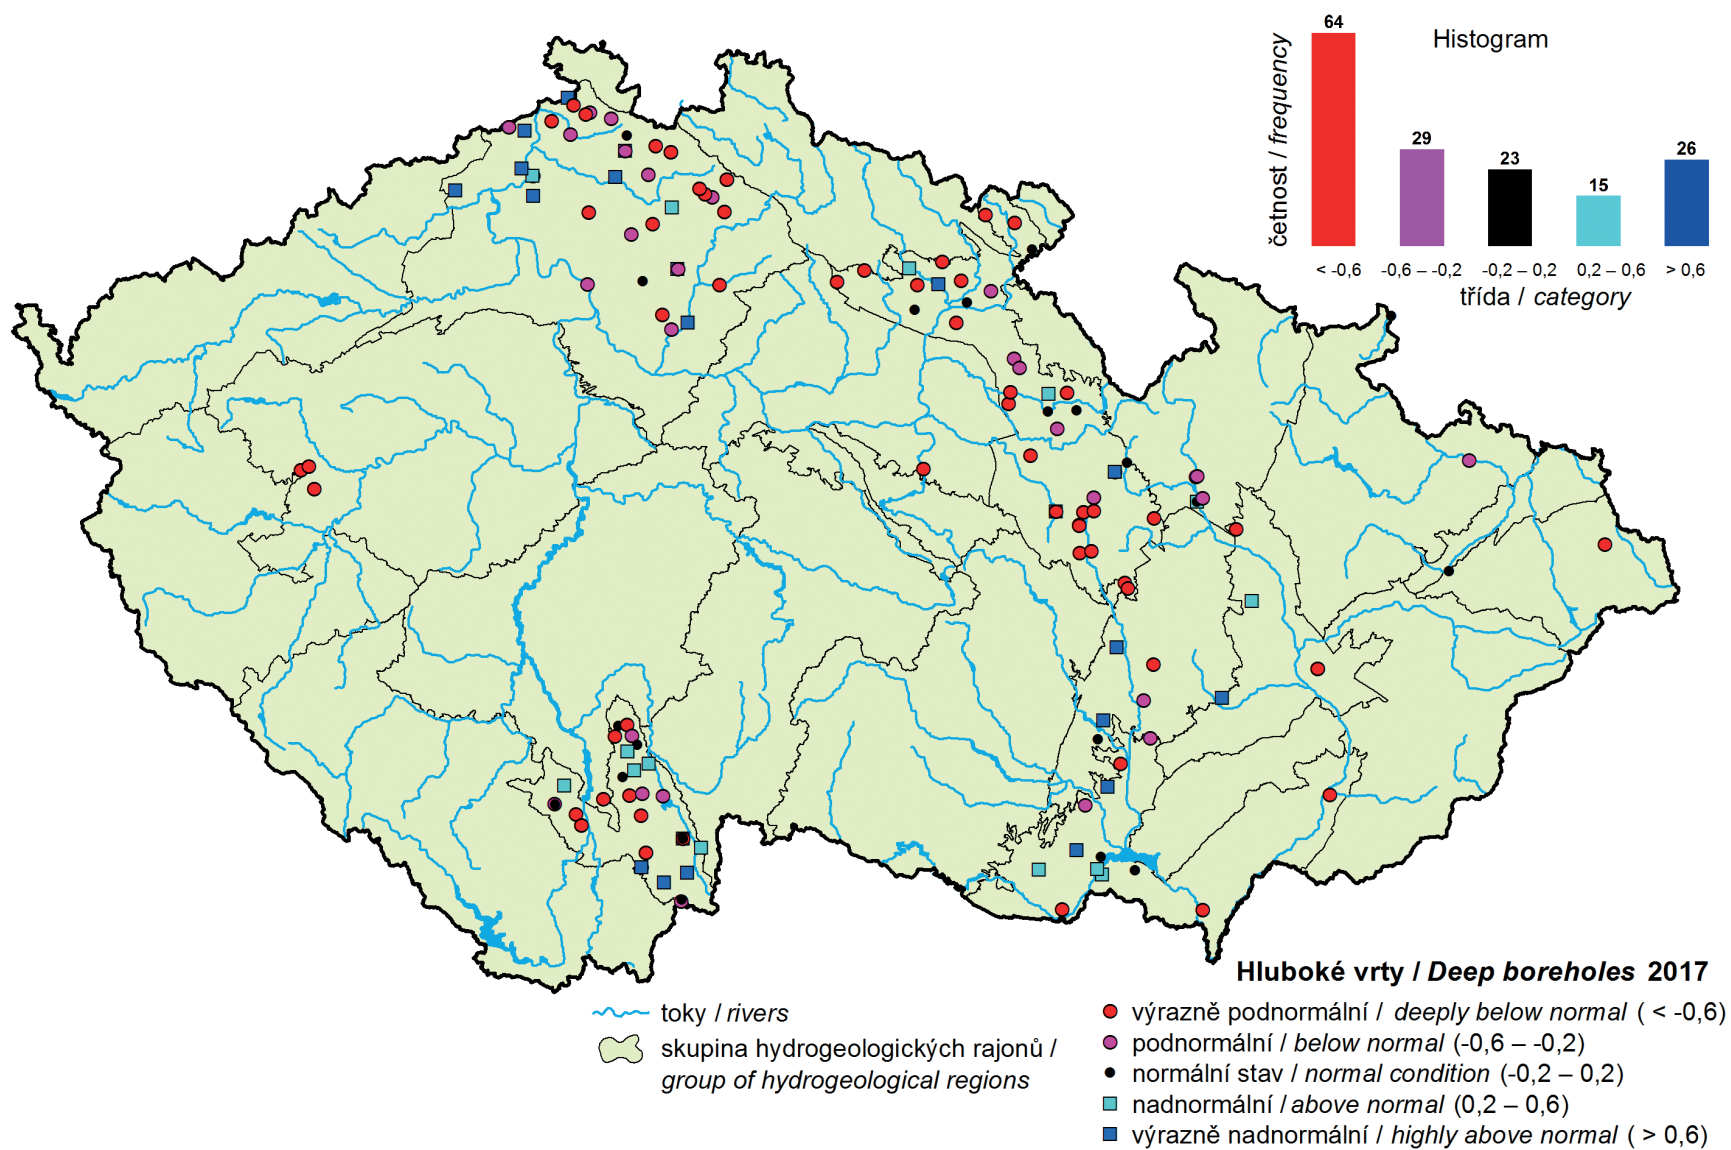 64
Histogram
četnost / frequency
29
23
15
26
< -0,6
-0,6 – -0,2
-0,2 – 0,2
0,2 – 0,6
> 0,6
třída / category
Hluboké vrty / Deep boreholes 2017
toky / rivers
skupina hydrogeologických rajonů /
group of hydrogeological regions
výrazně podnormální / deeply below normal ( < -0,6)
podnormální / below normal (-0,6 – -0,2)
normální stav / normal condition (-0,2 – 0,2)
nadnormální / above normal (0,2 – 0,6)
výrazně nadnormální / highly above normal ( > 0,6)